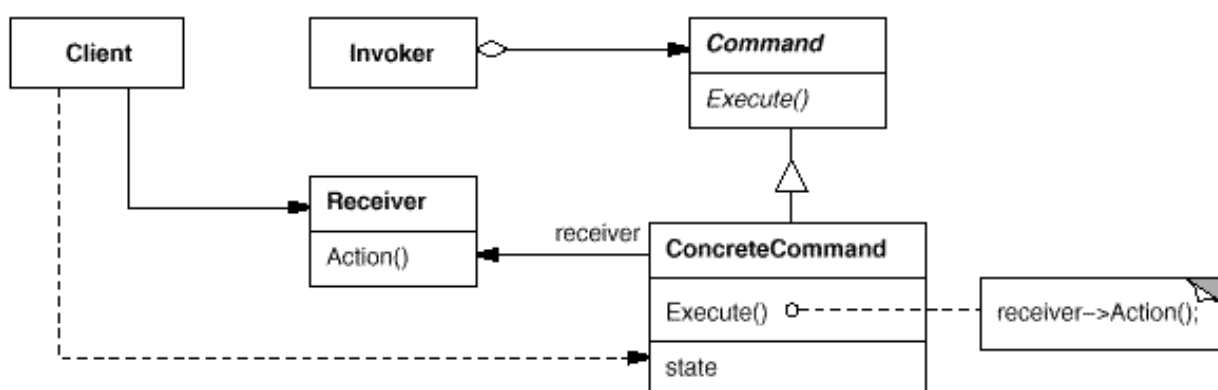 Client
Invoker
Command
Execute()
Receiver
Action()
receiver
ConcreteCommand
Execute()
receiver–>Action();
state